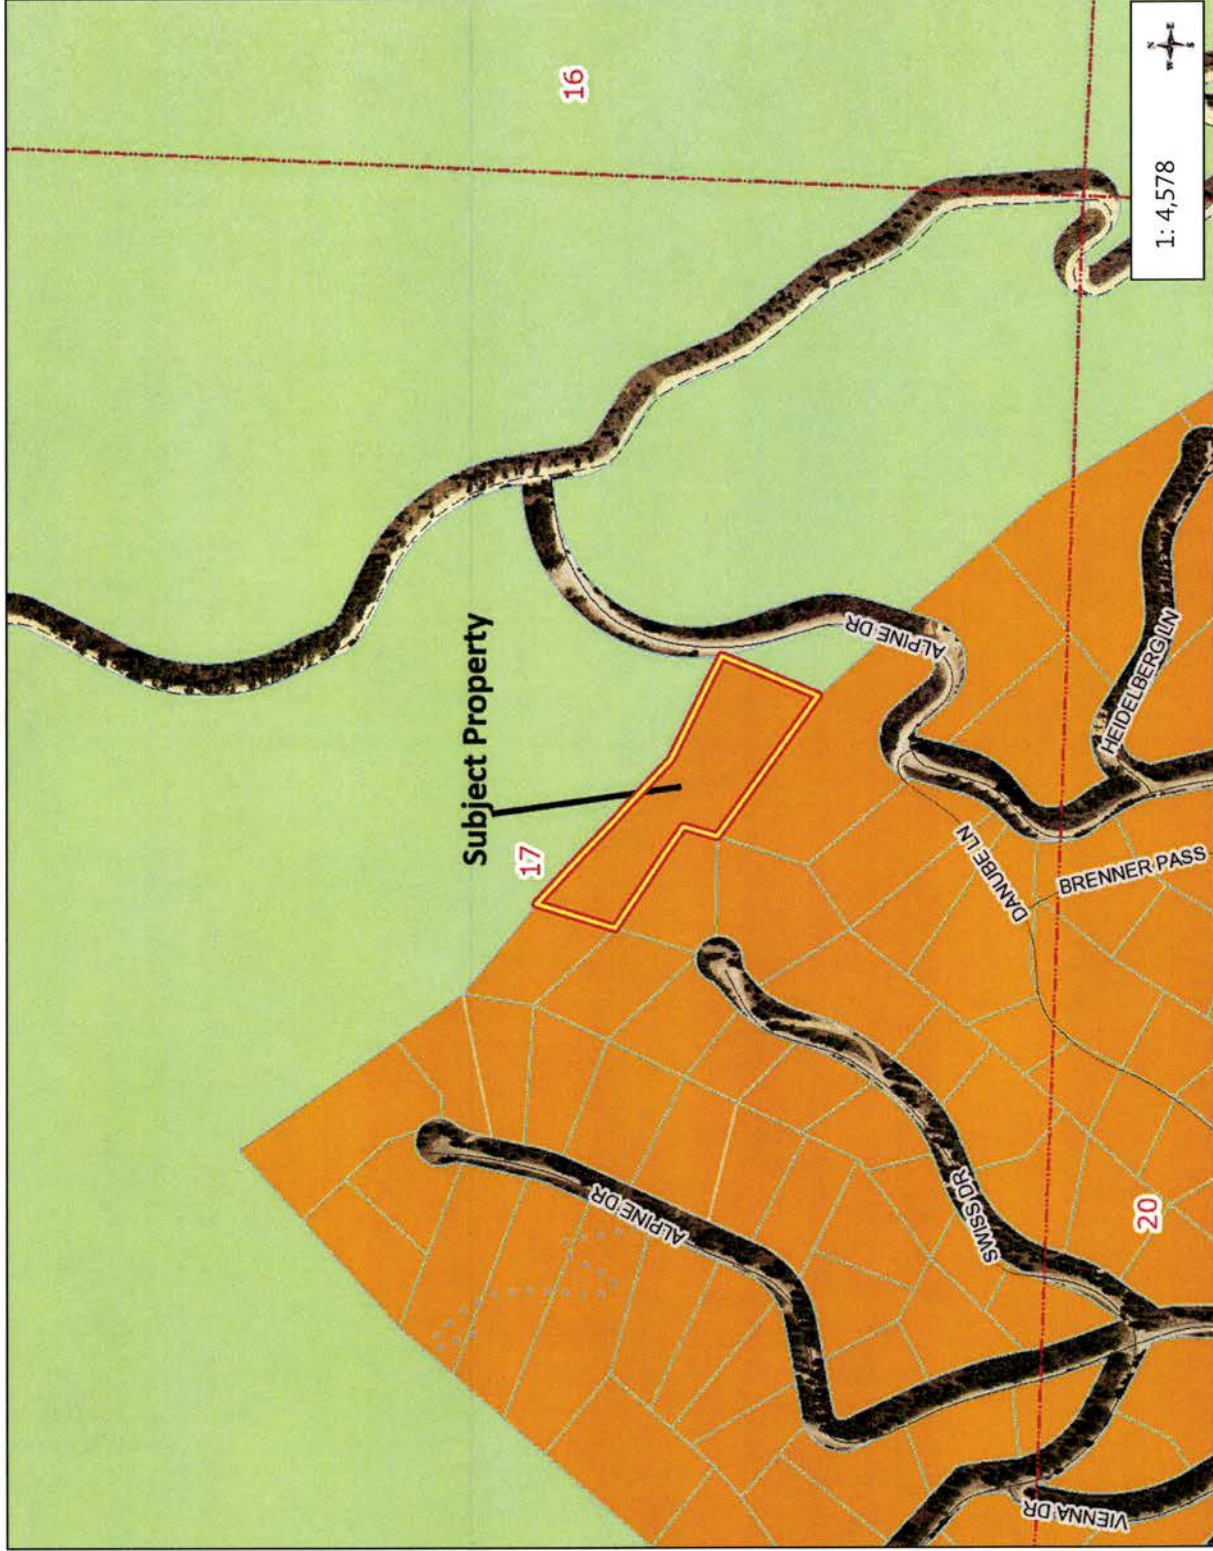 Subject Property
17
16
ALPINE DR
ALPINE DR
SWISS DR
DANUBE LN
HEIDELBERG LN
BRENNER PASS
VIENNA DR
20
1: 4,578
N
W E
S